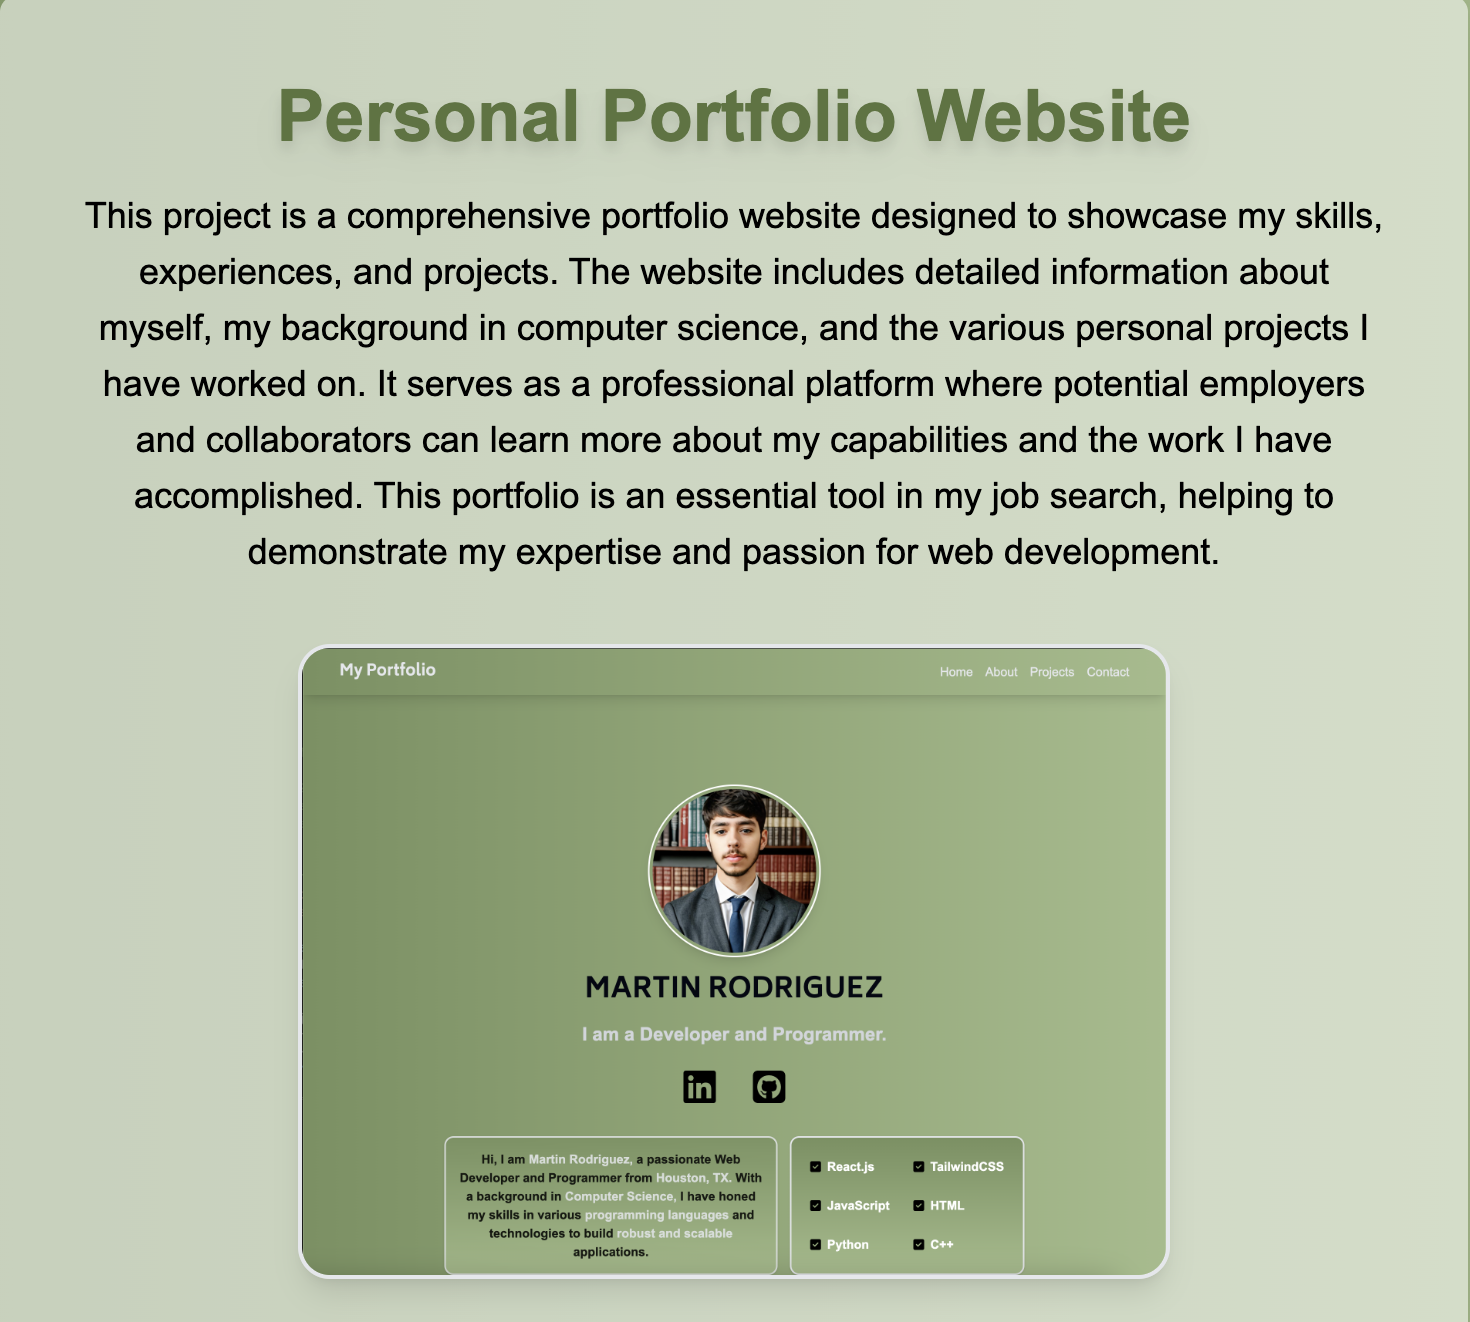 Personal Portfolio Website
This project is a comprehensive portfolio website designed to showcase my skills,
experiences, and projects. The website includes detailed information about
myself, my background in computer science, and the various personal projects I
have worked on. It serves as a professional platform where potential employers
and collaborators can learn more about my capabilities and the work I have
accomplished. This portfolio is an essential tool in my job search, helping to
demonstrate my expertise and passion for web development.
My Portfolio
Home About Projects Contact
MARTIN RODRIGUEZ
I am a Developer and Programmer.
in
Hi, I am Martin Rodriguez, a passionate Web
Developer and Programmer from Houston, TX. With
a background in Computer Science, I have honed
my skills in various programming languages and
technologies to build robust and scalable
applications.
React.js TailwindCSS
JavaScript HTML
Python C++